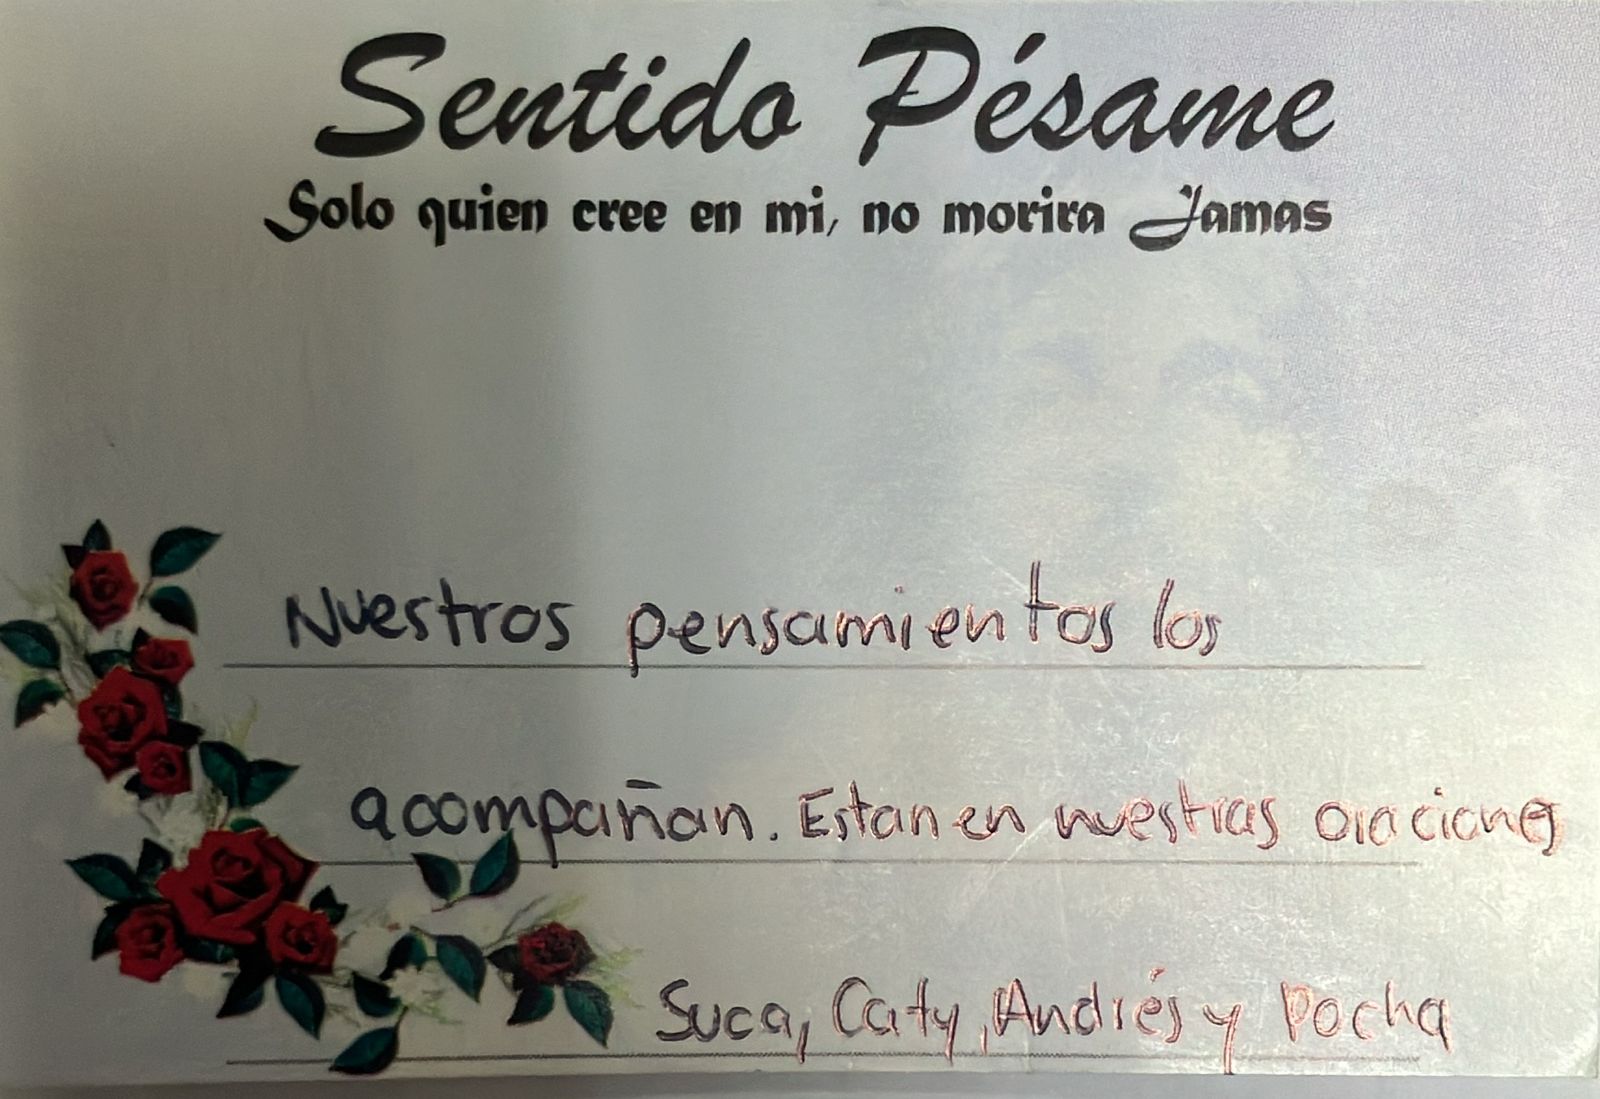 Sentido Pésame
Solo quien cree en mi, no morira Jamas
Nuestros pensamientos los
acompañan. Estan en nuestras oraciones
Suca, Caty, Andrés y Pocha